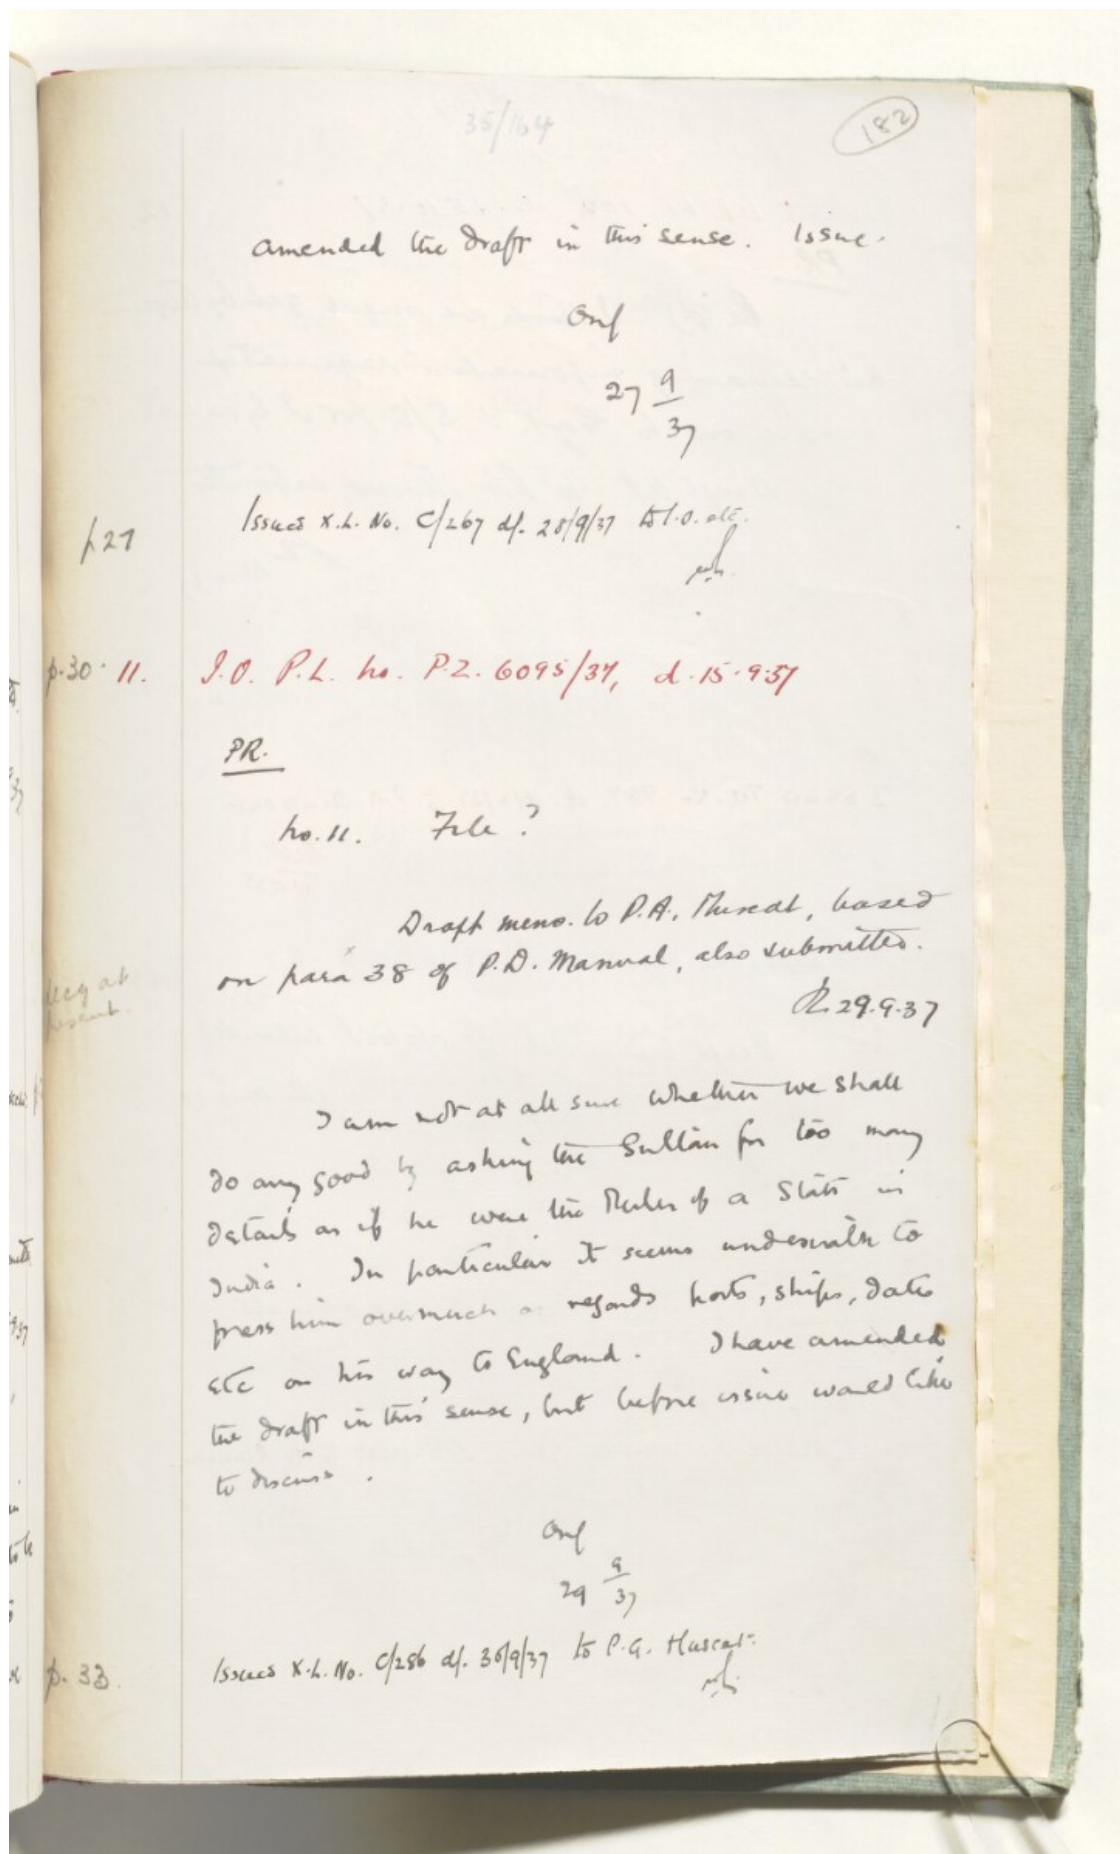 35/164
182
amended the draft in this sense. Issue.
27 9/37
p.27
Issued X.L. No. C/267 d/. 28/9/37 to I.O. etc.
p.30. 11. I.O. P.L. No. P.Z. 6095/37, d. 15.9.37
PR.
No. 11. File ?
Draft memo. to P.A., Muscat, based
on para 38 of P.D. Manual, also submitted.
29.9.37
I am not at all sure whether we shall
do any good by asking the Sultan for too many
details as if he were the Ruler of a State in
India. In particular it seems undesirable to
press him overmuch as regards ports, ships, dates
etc on his way to England. I have amended
the draft in this sense, but before issue would like
to discuss.
29 9/37
p. 33. Issued X.L. No. C/286 d/. 30/9/37 to P.A. Muscat.